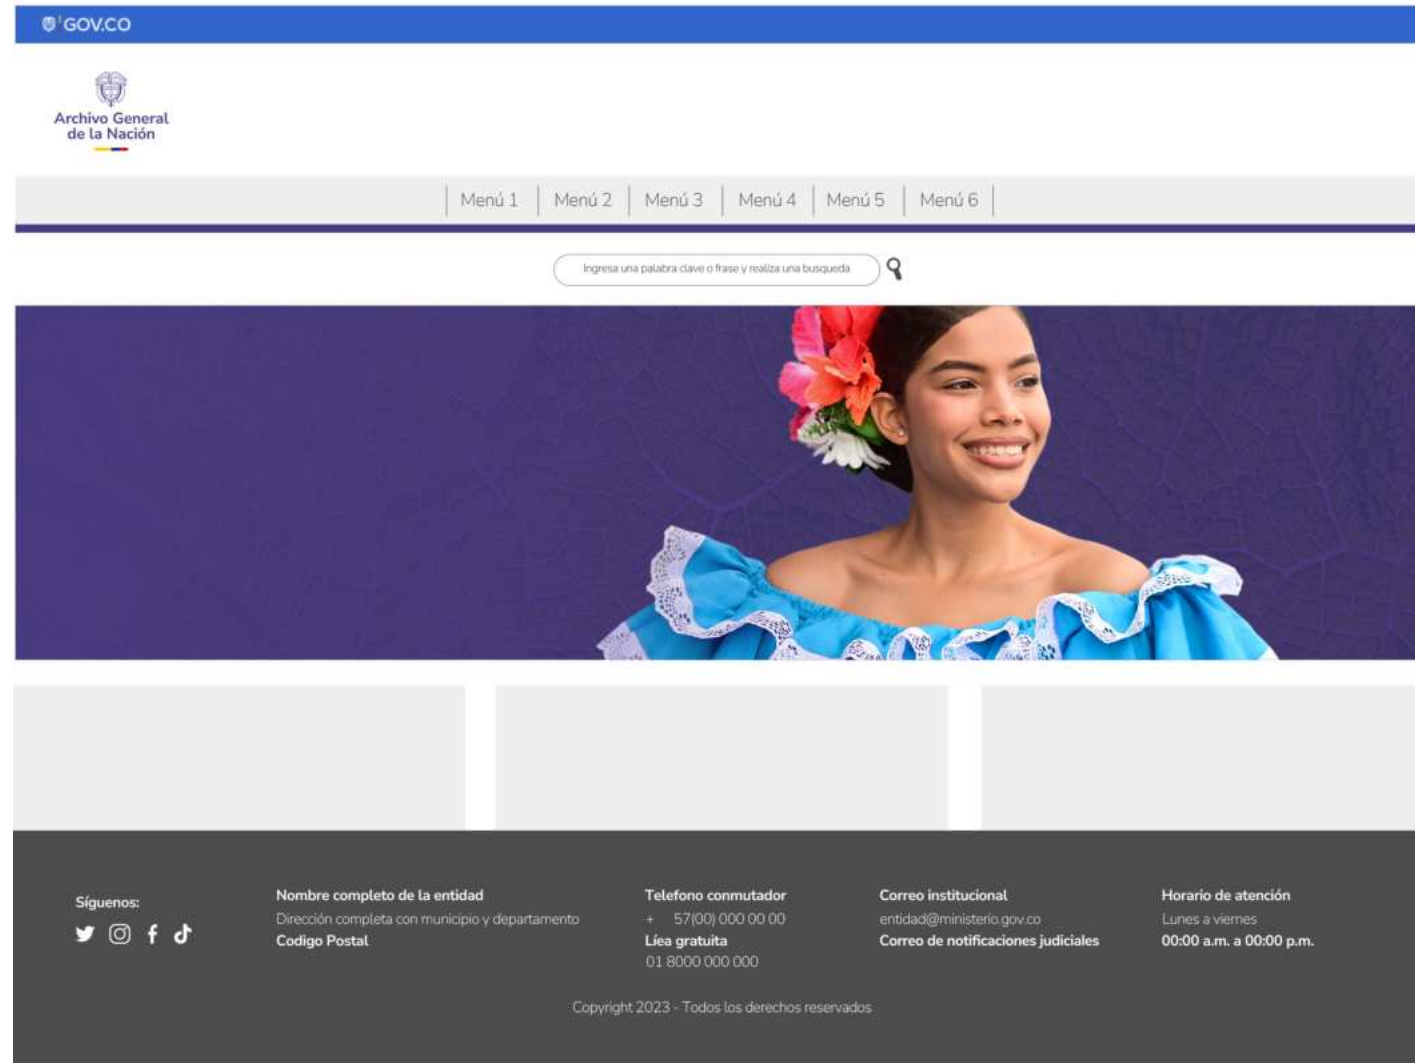 GOV.CO
Archivo General
de la Nación
Menú 1 Menú 2 Menú 3 Menú 4 Menú 5 Menú 6
Ingresa una palabra clave o frase y realiza una busqueda
Síguenos:
Nombre completo de la entidad
Dirección completa con municipio y departamento
Codigo Postal
Telefono conmutador
+ 57(00) 000 00 00
Líea gratuita
01 8000 000 000
Correo institucional
entidad@ministerio.gov.co
Correo de notificaciones judiciales
Horario de atención
Lunes a viernes
00:00 a.m. a 00:00 p.m.
Copyright 2023 - Todos los derechos reservados